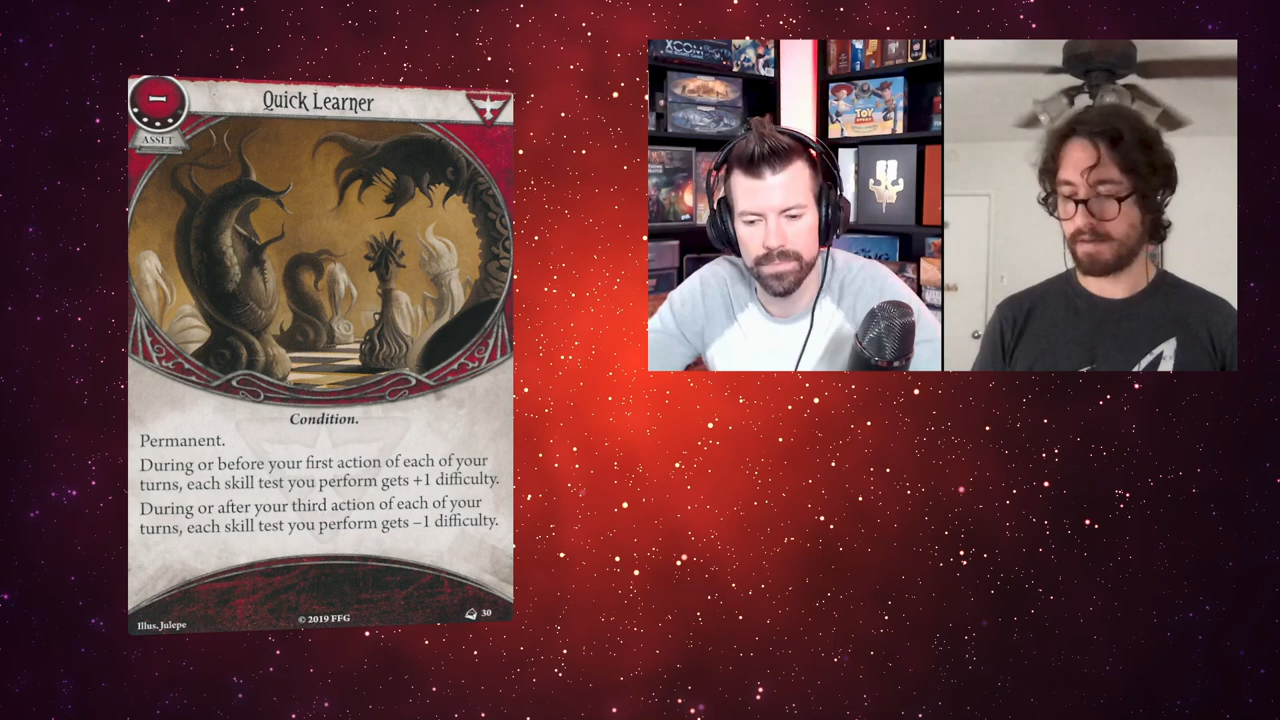 Quick Learner
ASSET
Condition.
Permanent.
During or before your first action of each of your
turns, each skill test you perform gets +1 difficulty.
During or after your third action of each of your
turns, each skill test you perform gets –1 difficulty.
Illus. Julepe
© 2019 FFG
30
XCOM
TOY
STORY